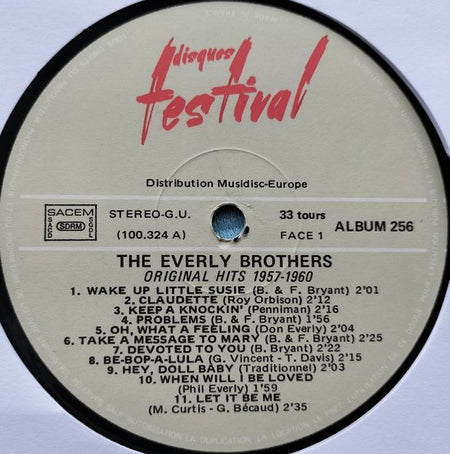 disques
festival
Distribution Musidisc-Europe
SACEM
SACD SDRM SGDL
STEREO-G.U.
(100.324 A)
33 tours
FACE 1
ALBUM 256
THE EVERLY BROTHERS
ORIGINAL HITS 1957-1960
1. WAKE UP LITTLE SUSIE (B. & F. Bryant) 2'01
2. CLAUDETTE (Roy Orbison) 2'12
3. KEEP A KNOCKIN' (Penniman) 2'16
4. PROBLEMS (B. & F. Bryant) 1'56
5. OH, WHAT A FEELING (Don Everly) 2'04
6. TAKE A MESSAGE TO MARY (B. & F. Bryant) 2'25
7. DEVOTED TO YOU (B. Bryant) 2'22
8. BE-BOP-A-LULA (G. Vincent - T. Davis) 2'15
9. HEY, DOLL BABY (Traditionnel) 2'03
10. WHEN WILL I BE LOVED
(Phil Everly) 1'59
11. LET IT BE ME
(M. Curtis - G. Bécaud) 2'35